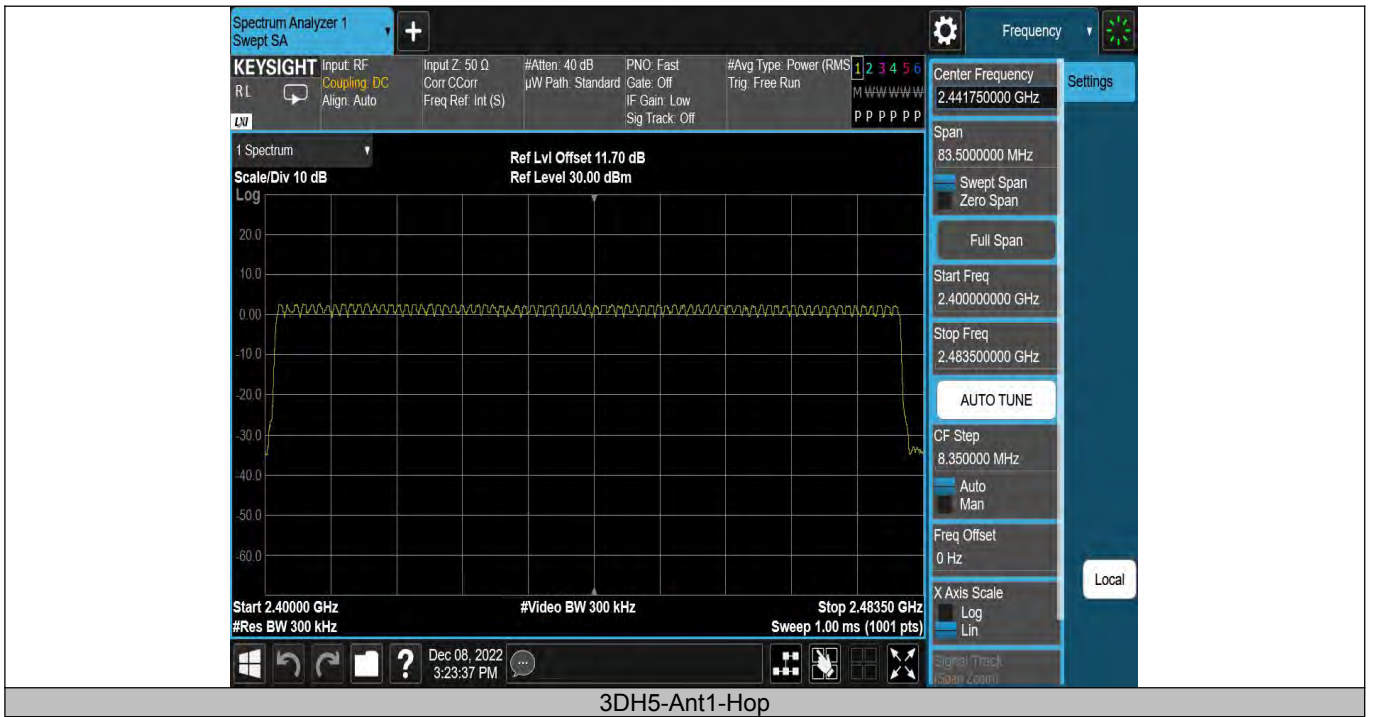 Spectrum Analyzer 1
Swept SA
Frequency
KEYSIGHT
RL
LXI
Input: RF
Coupling: DC
Align: Auto
Input Z: 50 Ω
Corr CCorr
Freq Ref: Int (S)
#Atten: 40 dB
µW Path: Standard
PNO: Fast
Gate: Off
IF Gain: Low
Sig Track: Off
#Avg Type: Power (RMS
Trig: Free Run
1 2 3 4 5 6
M W W W W W
P P P P P P
1 Spectrum
Scale/Div 10 dB
Log
Ref Lvl Offset 11.70 dB
Ref Level 30.00 dBm
20.0
10.0
0.00
-10.0
-20.0
-30.0
-40.0
-50.0
-60.0
Start 2.40000 GHz
#Res BW 300 kHz
#Video BW 300 kHz
Stop 2.48350 GHz
Sweep 1.00 ms (1001 pts)
Center Frequency
2.441750000 GHz
Settings
Span
83.5000000 MHz
Swept Span
Zero Span
Full Span
Start Freq
2.400000000 GHz
Stop Freq
2.483500000 GHz
AUTO TUNE
CF Step
8.350000 MHz
Auto
Man
Freq Offset
0 Hz
X Axis Scale
Log
Lin
Signal Track
(Span Zoom)
Local
?
Dec 08, 2022
3:23:37 PM
3DH5-Ant1-Hop